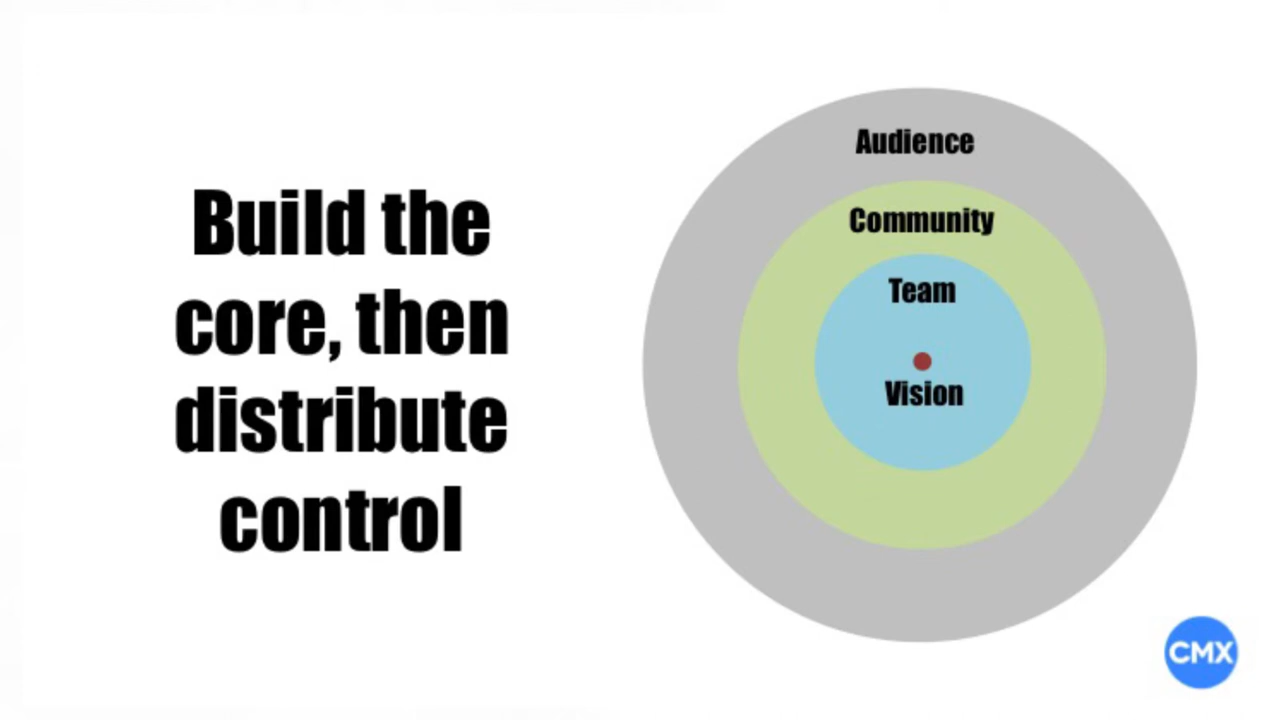 Build the
core, then
distribute
control
Audience
Community
Team
Vision
CMX